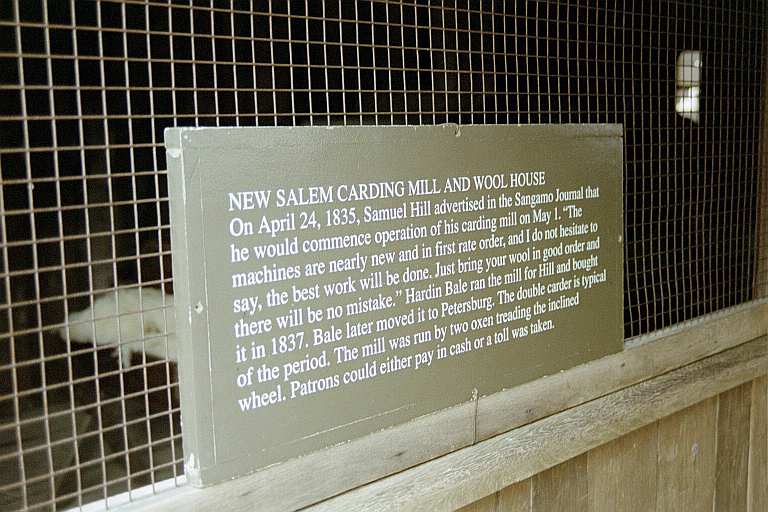 NEW SALEM CARDING MILL AND WOOL HOUSE
On April 24, 1835, Samuel Hill advertised in the Sangamo Journal that
he would commence operation of his carding mill on May 1. “The
machines are nearly new and in first rate order, and I do not hesitate to
say, the best work will be done. Just bring your wool in good order and
there will be no mistake.” Hardin Bale ran the mill for Hill and bought
it in 1837. Bale later moved it to Petersburg. The double carder is typical
of the period. The mill was run by two oxen treading the inclined
wheel. Patrons could either pay in cash or a toll was taken.